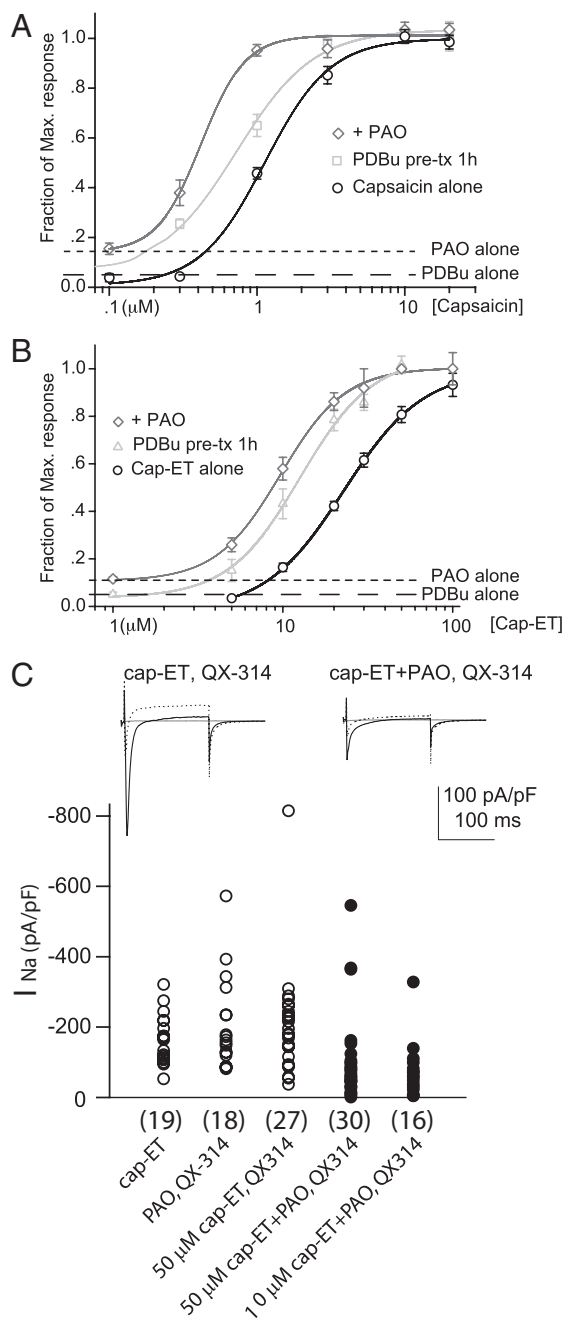 A
Fraction of Max. response
1.0
.8
.6
.4
.2
0.0
+ PAO
PDBu pre-tx 1h
Capsaicin alone
PAO alone
PDBu alone
.1 (μM)
1
10
[Capsaicin]
B
Fraction of Max. response
1.0
.8
.6
.4
.2
0.0
+ PAO
PDBu pre-tx 1h
Cap-ET alone
PAO alone
PDBu alone
1(μM)
10
100
[Cap-ET]
C
cap-ET, QX-314
cap-ET+PAO, QX-314
100 pA/pF
100 ms
I Na (pA/pF)
-800
-600
-400
-200
0
(19)
(18)
(27)
(30)
(16)
cap-ET
PAO, QX-314
50 μM cap-ET, QX314
50 μM cap-ET+PAO, QX314
1 0 μM cap-ET+PAO, QX314